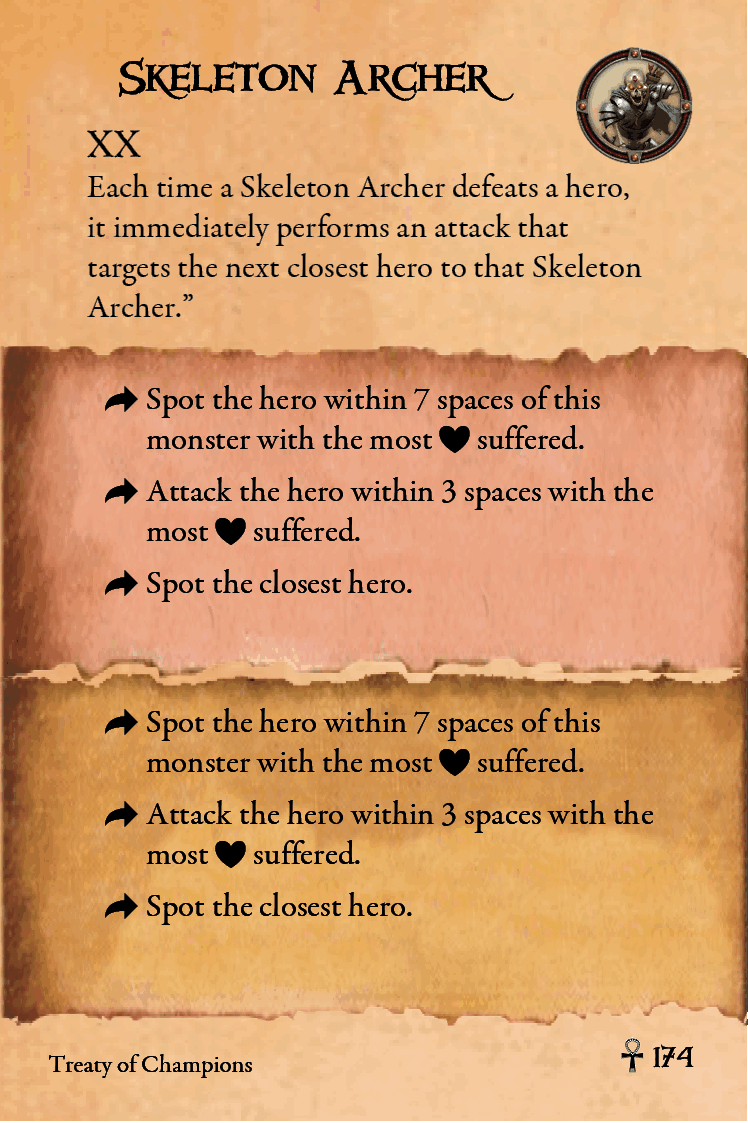 Skeleton Archer
XX
Each time a Skeleton Archer defeats a hero,
it immediately performs an attack that
targets the next closest hero to that Skeleton
Archer.”
Spot the hero within 7 spaces of this
monster with the most ♥ suffered.
Attack the hero within 3 spaces with the
most ♥ suffered.
Spot the closest hero.
Spot the hero within 7 spaces of this
monster with the most ♥ suffered.
Attack the hero within 3 spaces with the
most ♥ suffered.
Spot the closest hero.
Treaty of Champions
☥ 174